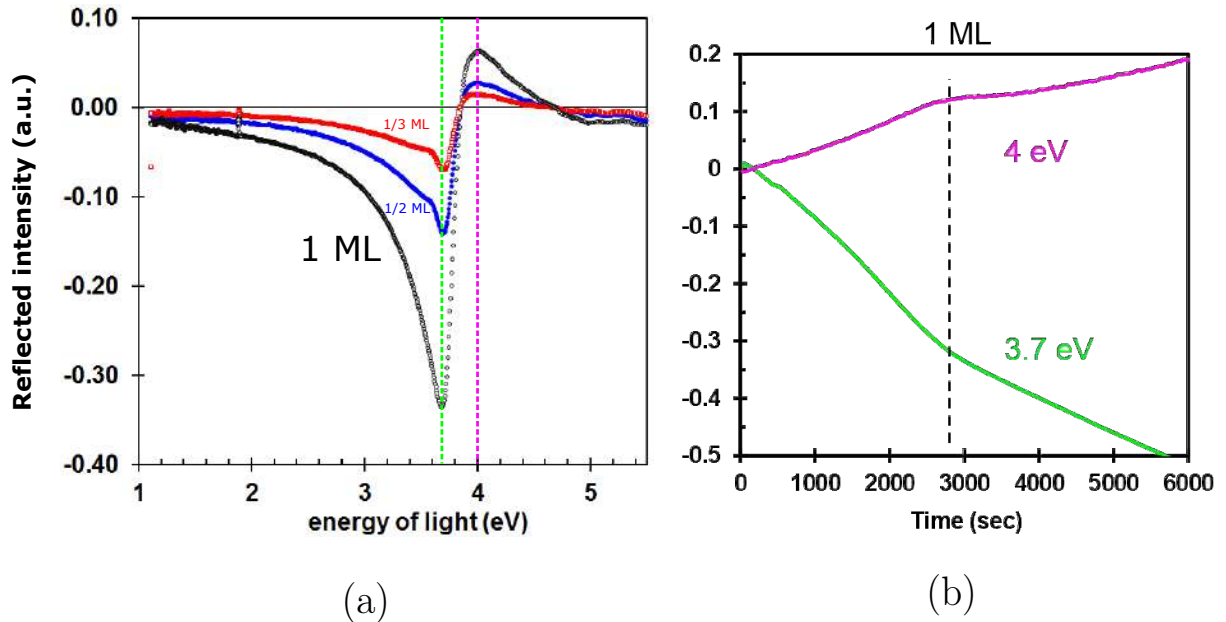 Reflected intensity (a.u.)
0.10
0.00
-0.10
-0.20
-0.30
-0.40
1/3 ML
1/2 ML
1 ML
1 2 3 4 5
energy of light (eV)
(a)
1 ML
0.2
0.1
0
-0.1
-0.2
-0.3
-0.4
-0.5
4 eV
3.7 eV
0 1000 2000 3000 4000 5000 6000
Time (sec)
(b)